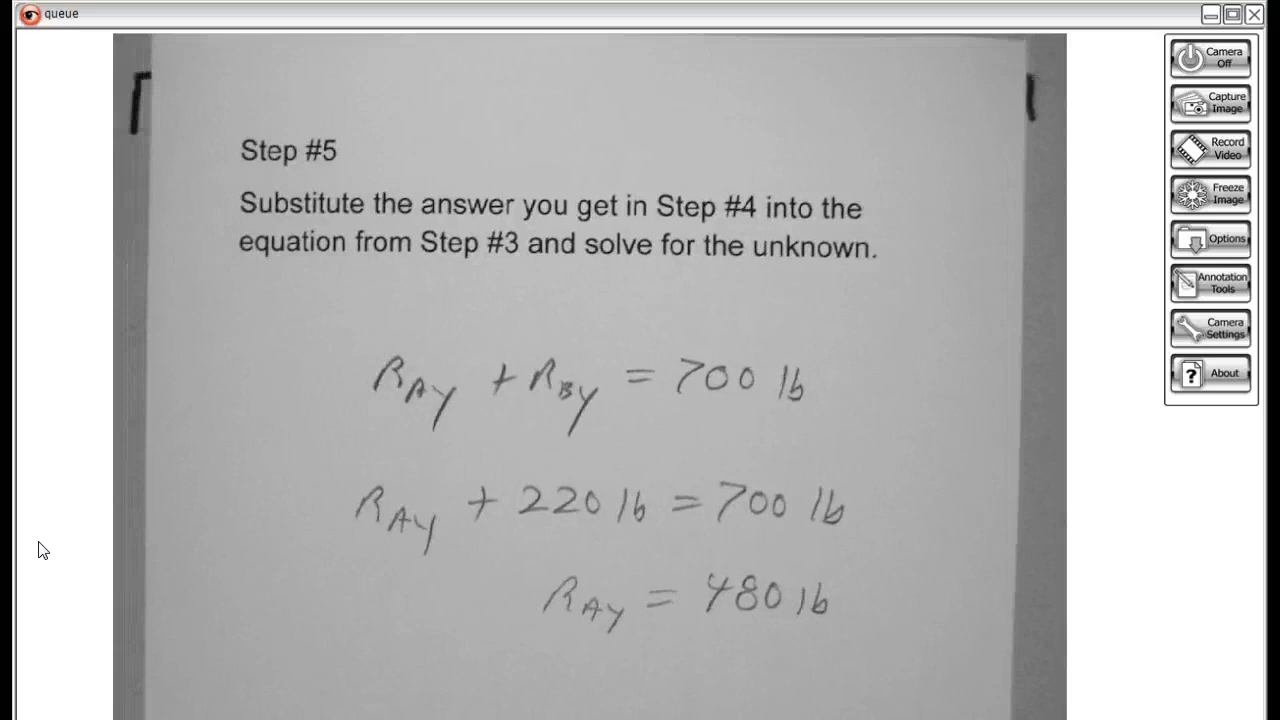 queue
Camera
Off
Capture
Image
Record
Video
Freeze
Image
Options
Annotation
Tools
Camera
Settings
About
Step #5
Substitute the answer you get in Step #4 into the
equation from Step #3 and solve for the unknown.
RAY + RBY = 700 lb
RAY + 220 lb = 700 lb
RAY = 480 lb